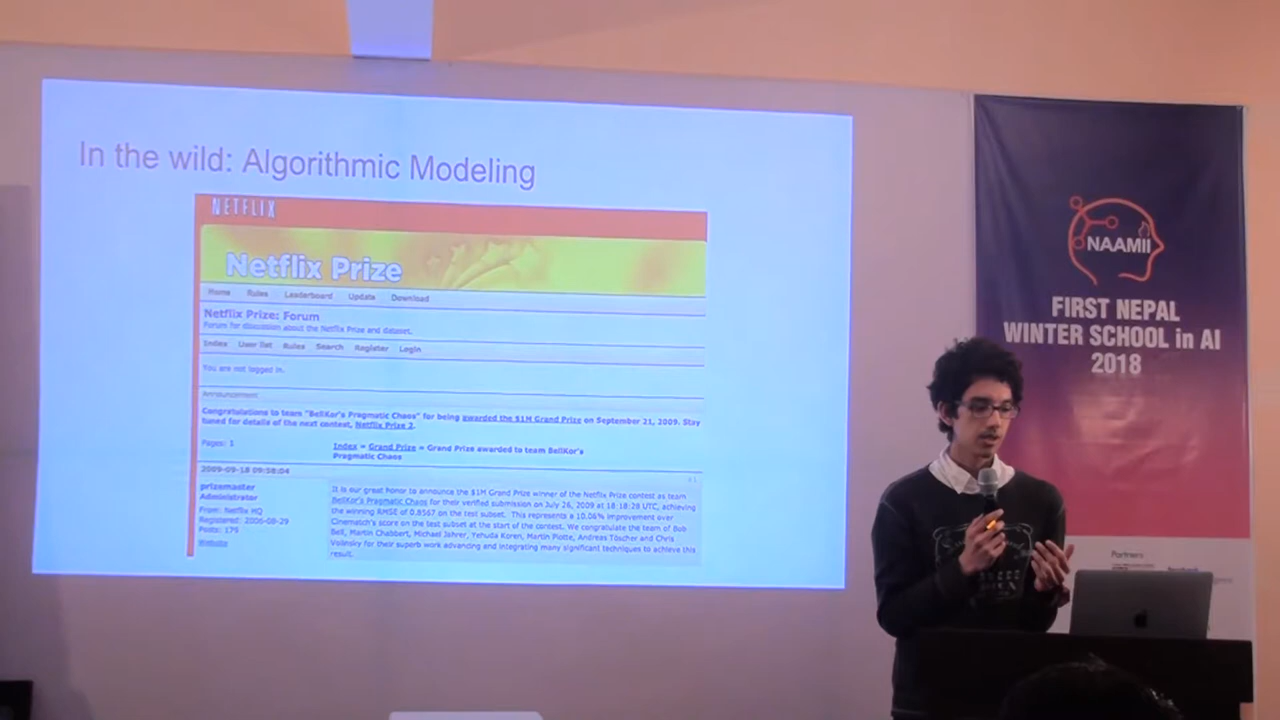 In the wild: Algorithmic Modeling
NETFLIX
Netflix Prize
Home Rules Leaderboard Update Download
Netflix Prize: Forum
Forum for discussion about the Netflix Prize and dataset.
Index User list Rules Search Register Login
You are not logged in.
Announcement
Congratulations to team "BellKor's Pragmatic Chaos" for being awarded the $1M Grand Prize on September 21, 2009. Stay
tuned for details of the next contest, Netflix Prize 2.
Pages: 1
Index » Grand Prize » Grand Prize awarded to team BellKor's
Pragmatic Chaos
2009-09-18 09:58:04
#1
prizemaster
Administrator
From: Netflix HQ
Registered: 2006-08-29
Posts: 175
Website
It is our great honor to announce the $1M Grand Prize winner of the Netflix Prize contest as team
BellKor's Pragmatic Chaos for their verified submission on July 26, 2009 at 18:18:28 UTC, achieving
the winning RMSE of 0.8567 on the test subset. This represents a 10.06% improvement over
Cinematch's score on the test subset at the start of the contest. We congratulate the team of Bob
Bell, Martin Chabbert, Michael Jahrer, Yehuda Koren, Martin Piotte, Andreas Töscher and Chris
Volinsky for their superb work advancing and integrating many significant techniques to achieve this
result.
NAAMII
FIRST NEPAL
WINTER SCHOOL in AI
2018
Partners